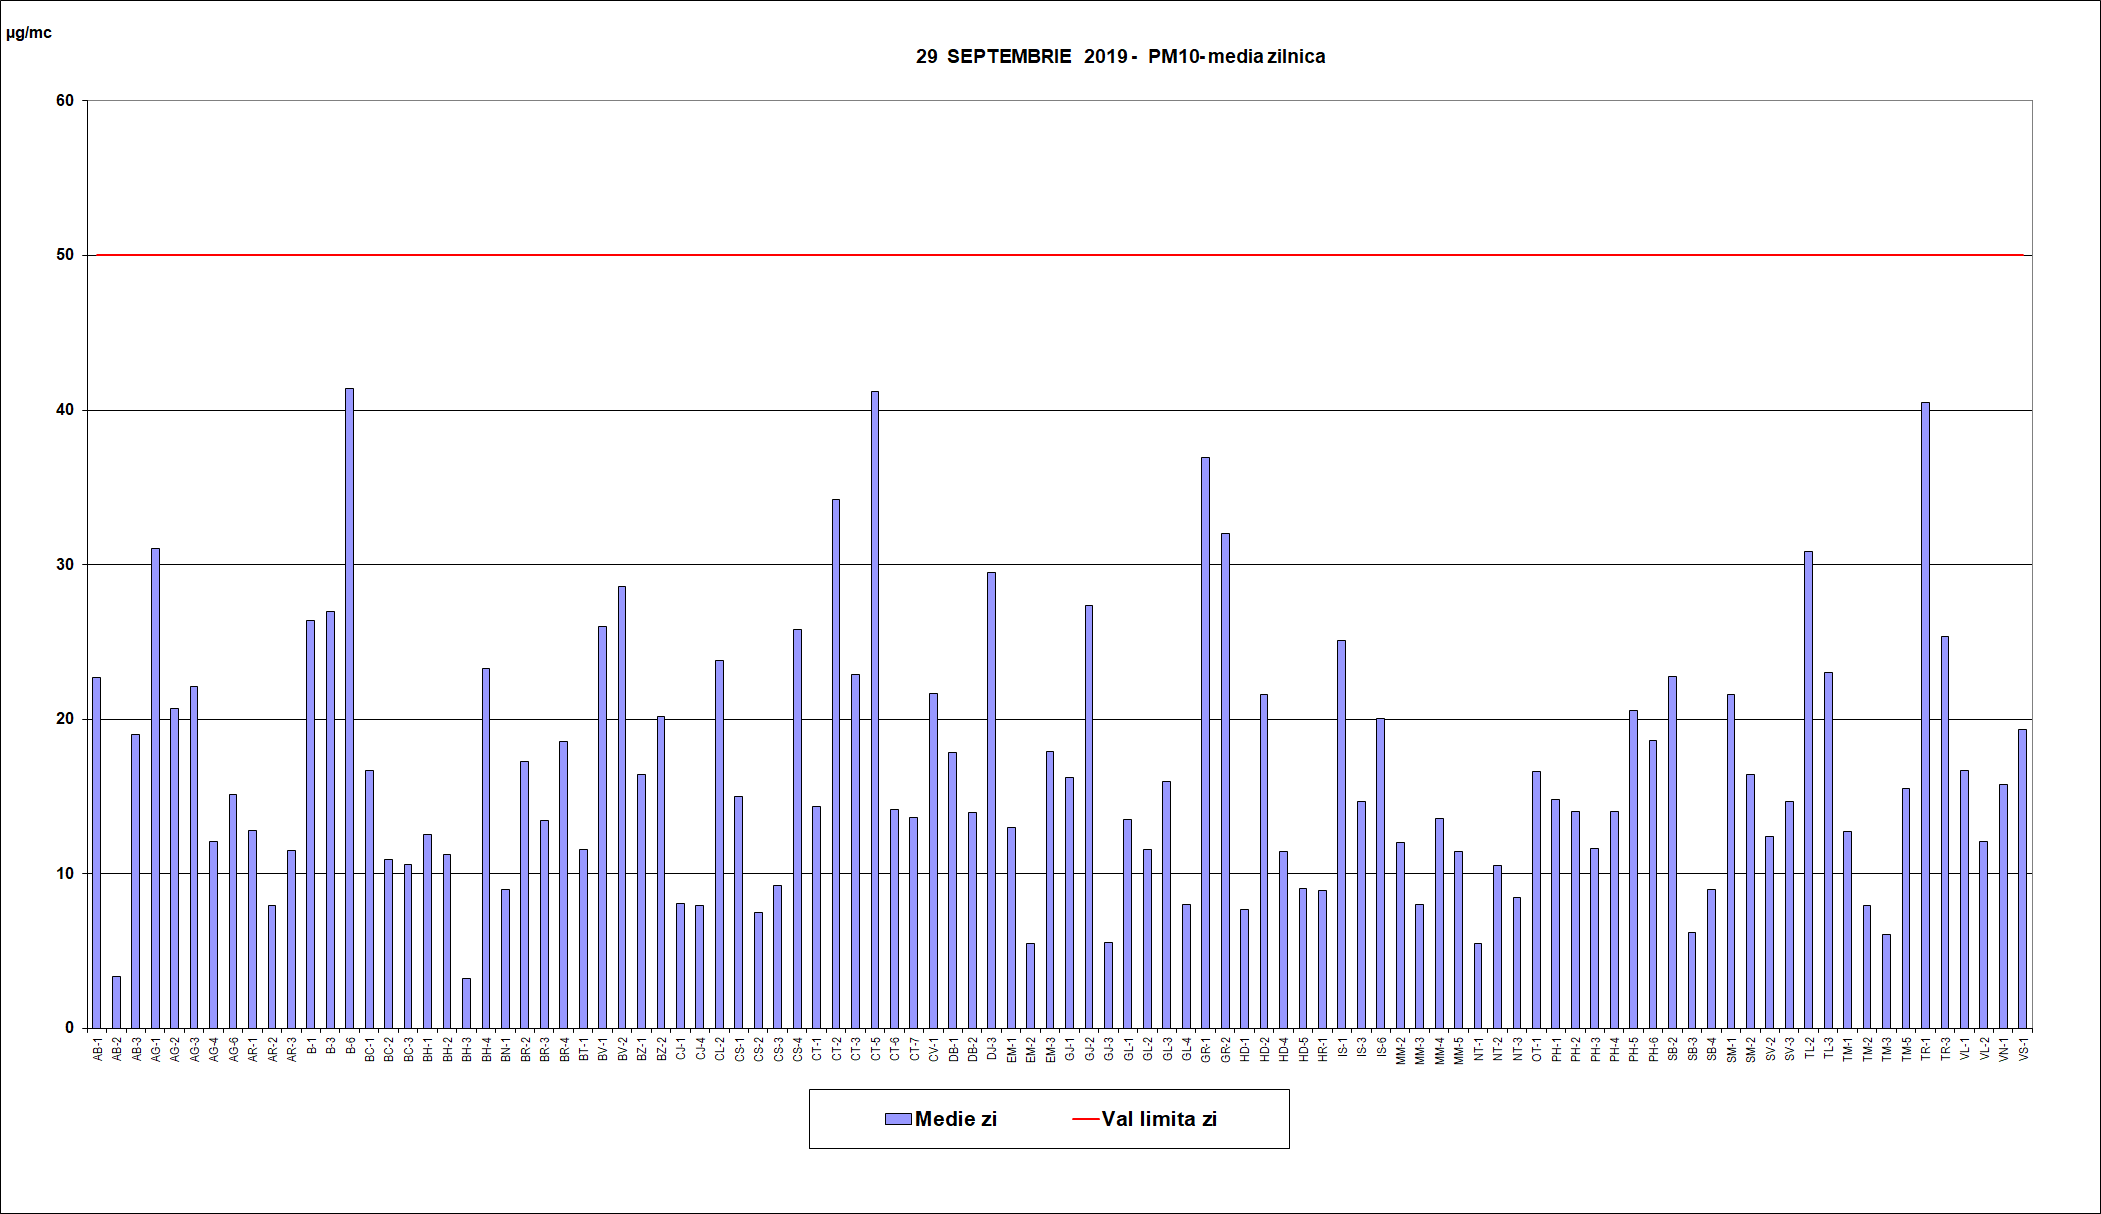 µg/mc
29 SEPTEMBRIE 2019 - PM10- media zilnica
60
50
40
30
20
10
0
AB-1
AB-2
AB-3
AG-1
AG-2
AG-3
AG-4
AG-6
AR-1
AR-2
AR-3
B-1
B-3
B-6
BC-1
BC-2
BC-3
BH-1
BH-2
BH-3
BH-4
BN-1
BR-2
BR-3
BR-4
BT-1
BV-1
BV-2
BZ-1
BZ-2
CJ-1
CJ-4
CL-2
CS-1
CS-2
CS-3
CS-4
CT-1
CT-2
CT-3
CT-5
CT-6
CT-7
CV-1
DB-1
DB-2
DJ-3
EM-1
EM-2
EM-3
GJ-1
GJ-2
GJ-3
GL-1
GL-2
GL-3
GL-4
GR-1
GR-2
HD-1
HD-2
HD-4
HD-5
HR-1
IS-1
IS-3
IS-6
MM-2
MM-3
MM-4
MM-5
NT-1
NT-2
NT-3
OT-1
PH-1
PH-2
PH-3
PH-4
PH-5
PH-6
SB-2
SB-3
SB-4
SM-1
SM-2
SV-2
SV-3
TL-2
TL-3
TM-1
TM-2
TM-3
TM-5
TR-1
TR-3
VL-1
VL-2
VN-1
VS-1
Medie zi
Val limita zi